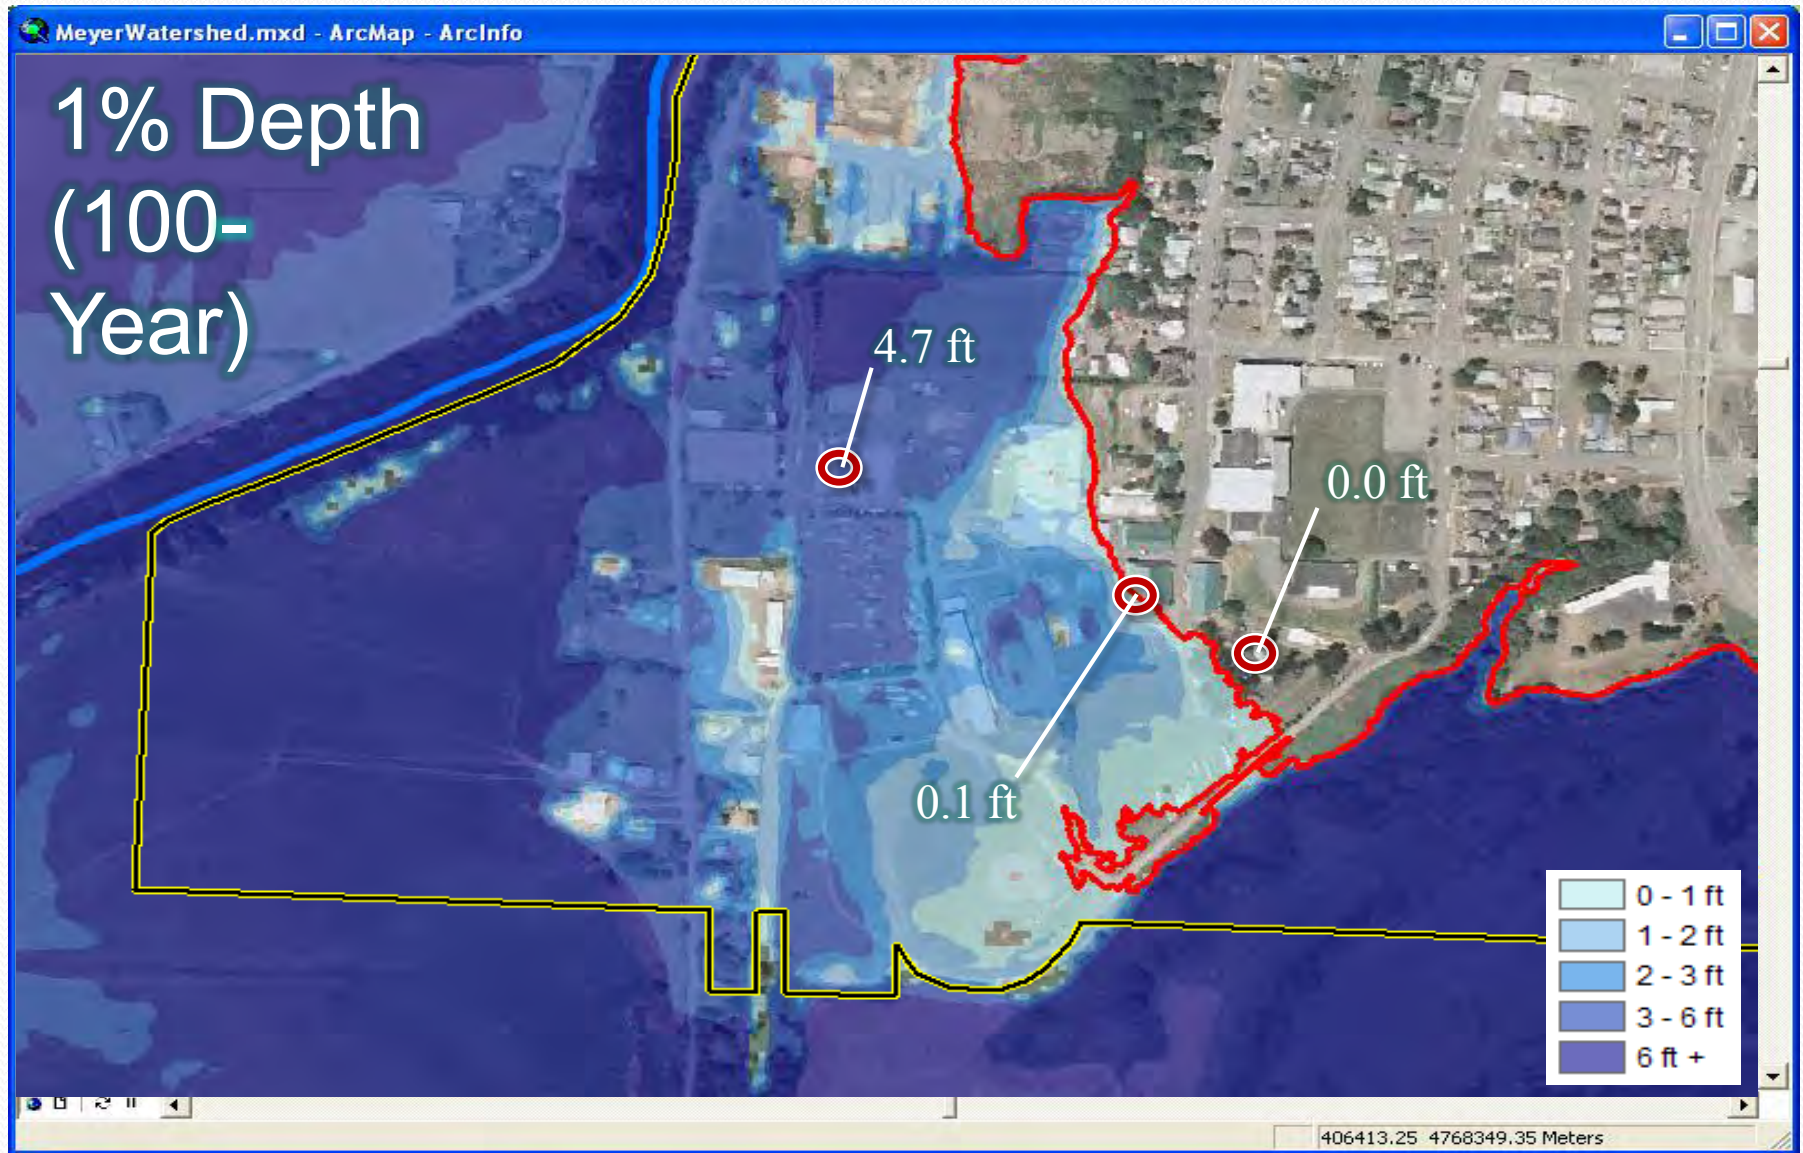 MeyerWatershed.mxd - ArcMap - ArcInfo
1% Depth
(100-
Year)
4.7 ft
0.0 ft
0.1 ft
0 - 1 ft
1 - 2 ft
2 - 3 ft
3 - 6 ft
6 ft +
406413.25 4768349.35 Meters